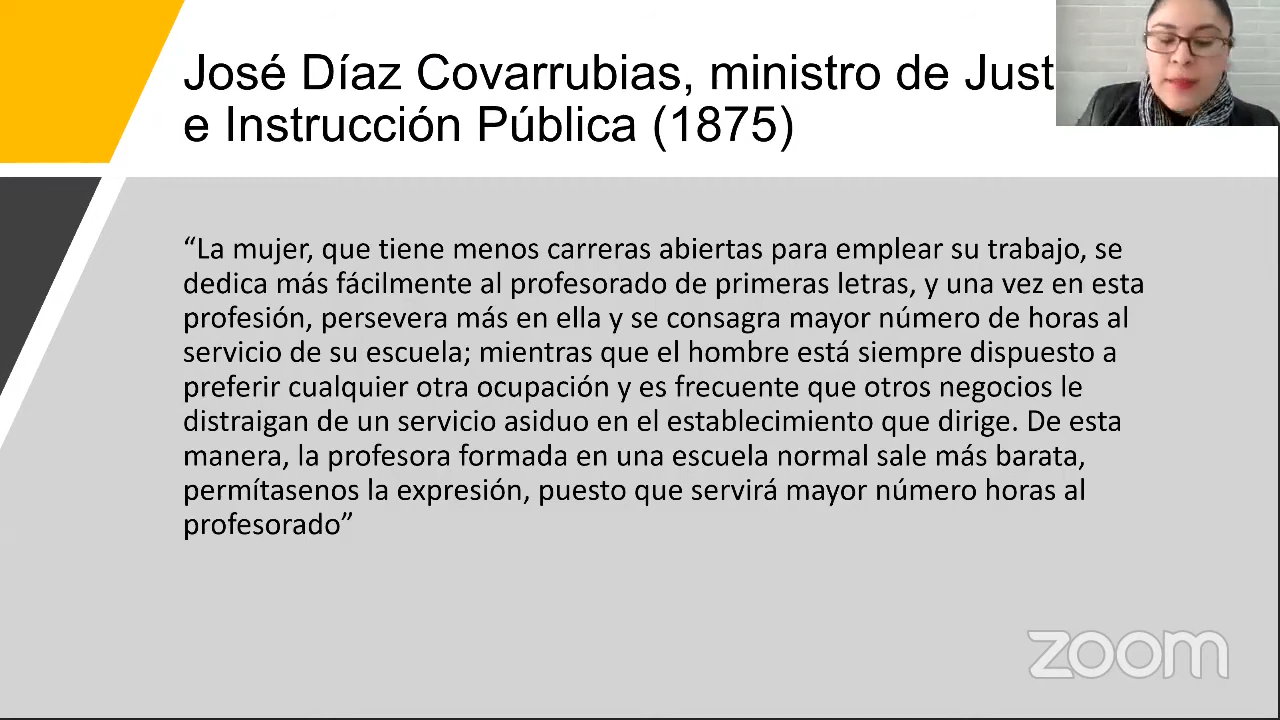 José Díaz Covarrubias, ministro de Just
e Instrucción Pública (1875)
“La mujer, que tiene menos carreras abiertas para emplear su trabajo, se
dedica más fácilmente al profesorado de primeras letras, y una vez en esta
profesión, persevera más en ella y se consagra mayor número de horas al
servicio de su escuela; mientras que el hombre está siempre dispuesto a
preferir cualquier otra ocupación y es frecuente que otros negocios le
distraigan de un servicio asiduo en el establecimiento que dirige. De esta
manera, la profesora formada en una escuela normal sale más barata,
permítasenos la expresión, puesto que servirá mayor número horas al
profesorado”
zoom